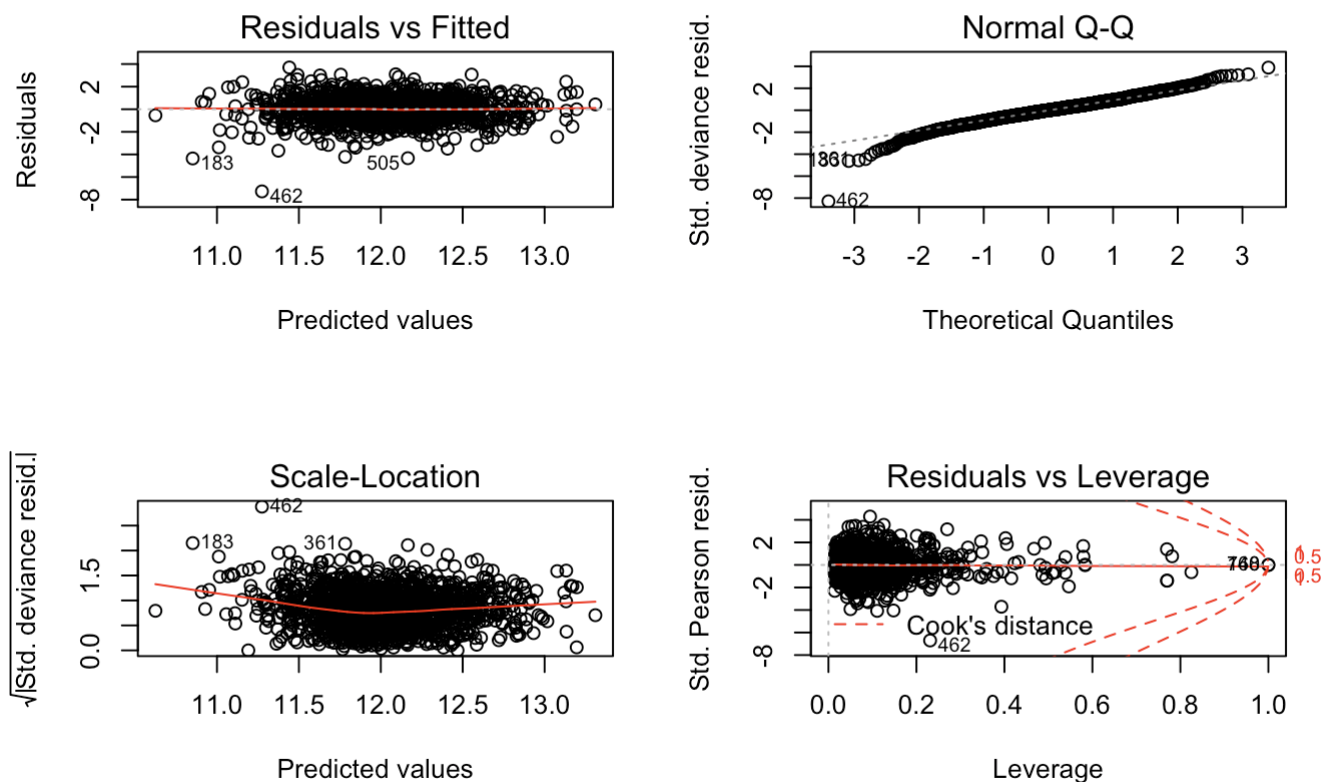 Residuals vs Fitted
Residuals
2
-2
-8
183
505
462
11.0 11.5 12.0 12.5 13.0
Predicted values
Normal Q-Q
Std. deviance resid.
2
-2
-8
361
462
-3 -2 -1 0 1 2 3
Theoretical Quantiles
Scale-Location
√|Std. deviance resid.|
1.5
0.0
462
183
361
11.0 11.5 12.0 12.5 13.0
Predicted values
Residuals vs Leverage
Std. Pearson resid.
2
-2
-8
Cook's distance
462
1
0.5
0.5
1
0.0 0.2 0.4 0.6 0.8 1.0
Leverage